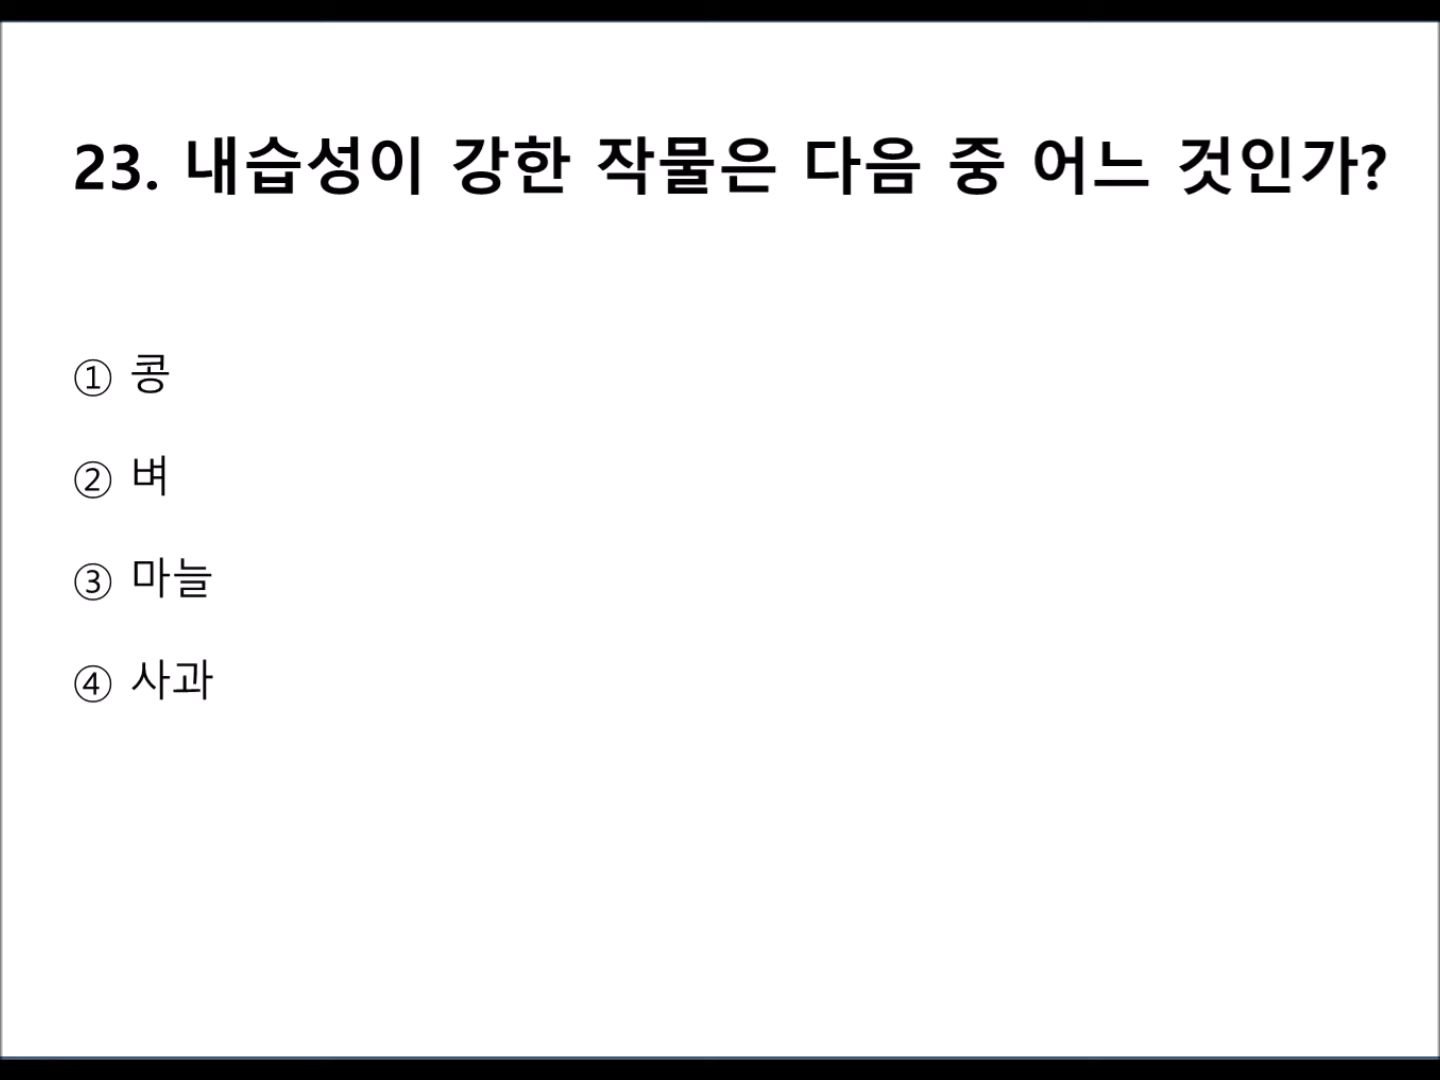 23. 내습성이 강한 작물은 다음 중 어느 것인가?
① 콩
② 벼
③ 마늘
④ 사과